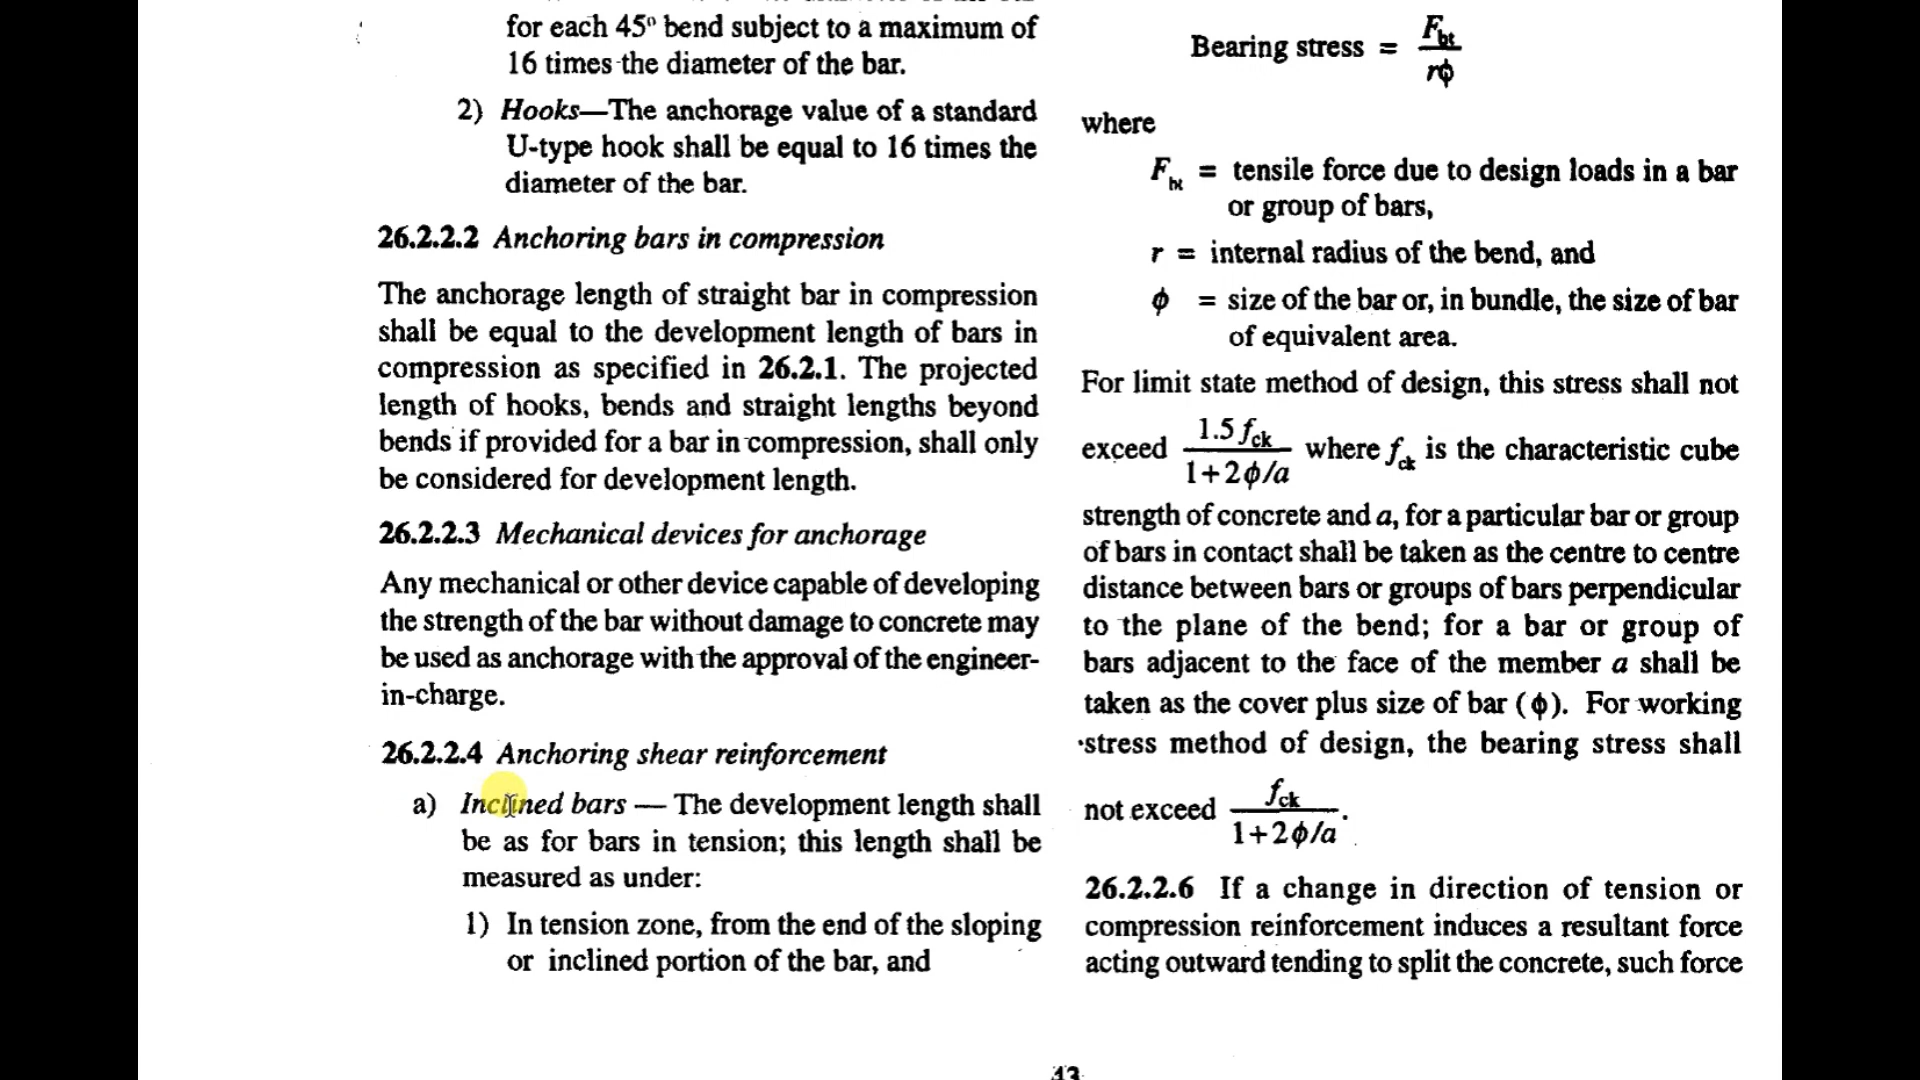 for each 45° bend subject to a maximum of
16 times the diameter of the bar.
2) Hooks—The anchorage value of a standard
U-type hook shall be equal to 16 times the
diameter of the bar.
26.2.2.2 Anchoring bars in compression
The anchorage length of straight bar in compression
shall be equal to the development length of bars in
compression as specified in 26.2.1. The projected
length of hooks, bends and straight lengths beyond
bends if provided for a bar in compression, shall only
be considered for development length.
26.2.2.3 Mechanical devices for anchorage
Any mechanical or other device capable of developing
the strength of the bar without damage to concrete may
be used as anchorage with the approval of the engineer-
in-charge.
26.2.2.4 Anchoring shear reinforcement
a) Inclined bars — The development length shall
be as for bars in tension; this length shall be
measured as under:
1) In tension zone, from the end of the sloping
or inclined portion of the bar, and
Bearing stress = F_bt / rϕ
where
F_bt = tensile force due to design loads in a bar
or group of bars,
r = internal radius of the bend, and
ϕ = size of the bar or, in bundle, the size of bar
of equivalent area.
For limit state method of design, this stress shall not
exceed 1.5 f_ck / 1+2ϕ/a where f_ck is the characteristic cube
strength of concrete and a, for a particular bar or group
of bars in contact shall be taken as the centre to centre
distance between bars or groups of bars perpendicular
to the plane of the bend; for a bar or group of
bars adjacent to the face of the member a shall be
taken as the cover plus size of bar (ϕ). For working
stress method of design, the bearing stress shall
not exceed f_ck / 1+2ϕ/a.
26.2.2.6 If a change in direction of tension or
compression reinforcement induces a resultant force
acting outward tending to split the concrete, such force
43